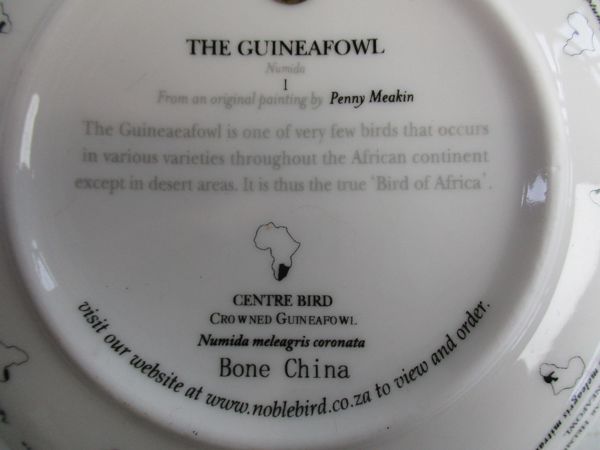 THE GUINEAFOWL
Numida
1
From an original painting by Penny Meakin
The Guineaeafowl is one of very few birds that occurs
in various varieties throughout the African continent
except in desert areas. It is thus the true 'Bird of Africa'.
CENTRE BIRD
CROWNED GUINEAFOWL
Numida meleagris coronata
Bone China
visit our website at www.noblebird.co.za to view and order.
meleagris mitrata